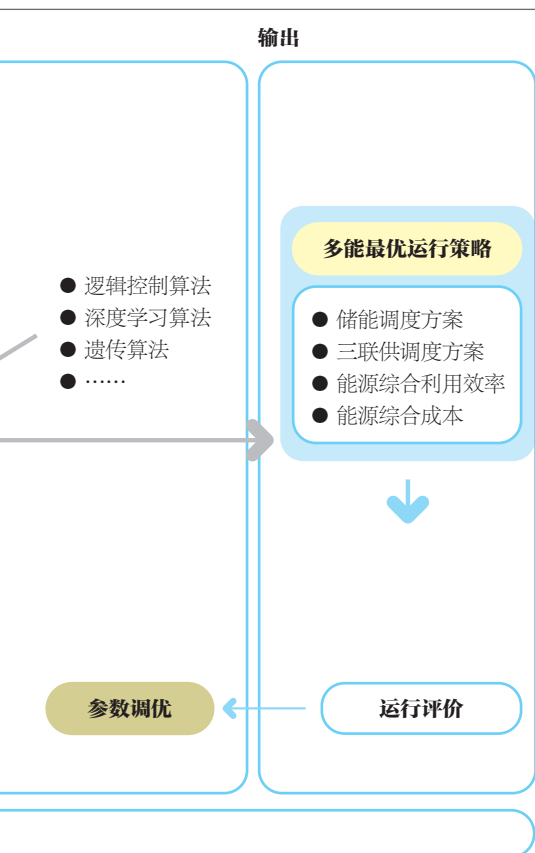 输出
多能最优运行策略
● 逻辑控制算法
● 深度学习算法
● 遗传算法
● ……
● 储能调度方案
● 三联供调度方案
● 能源综合利用效率
● 能源综合成本
参数调优
运行评价